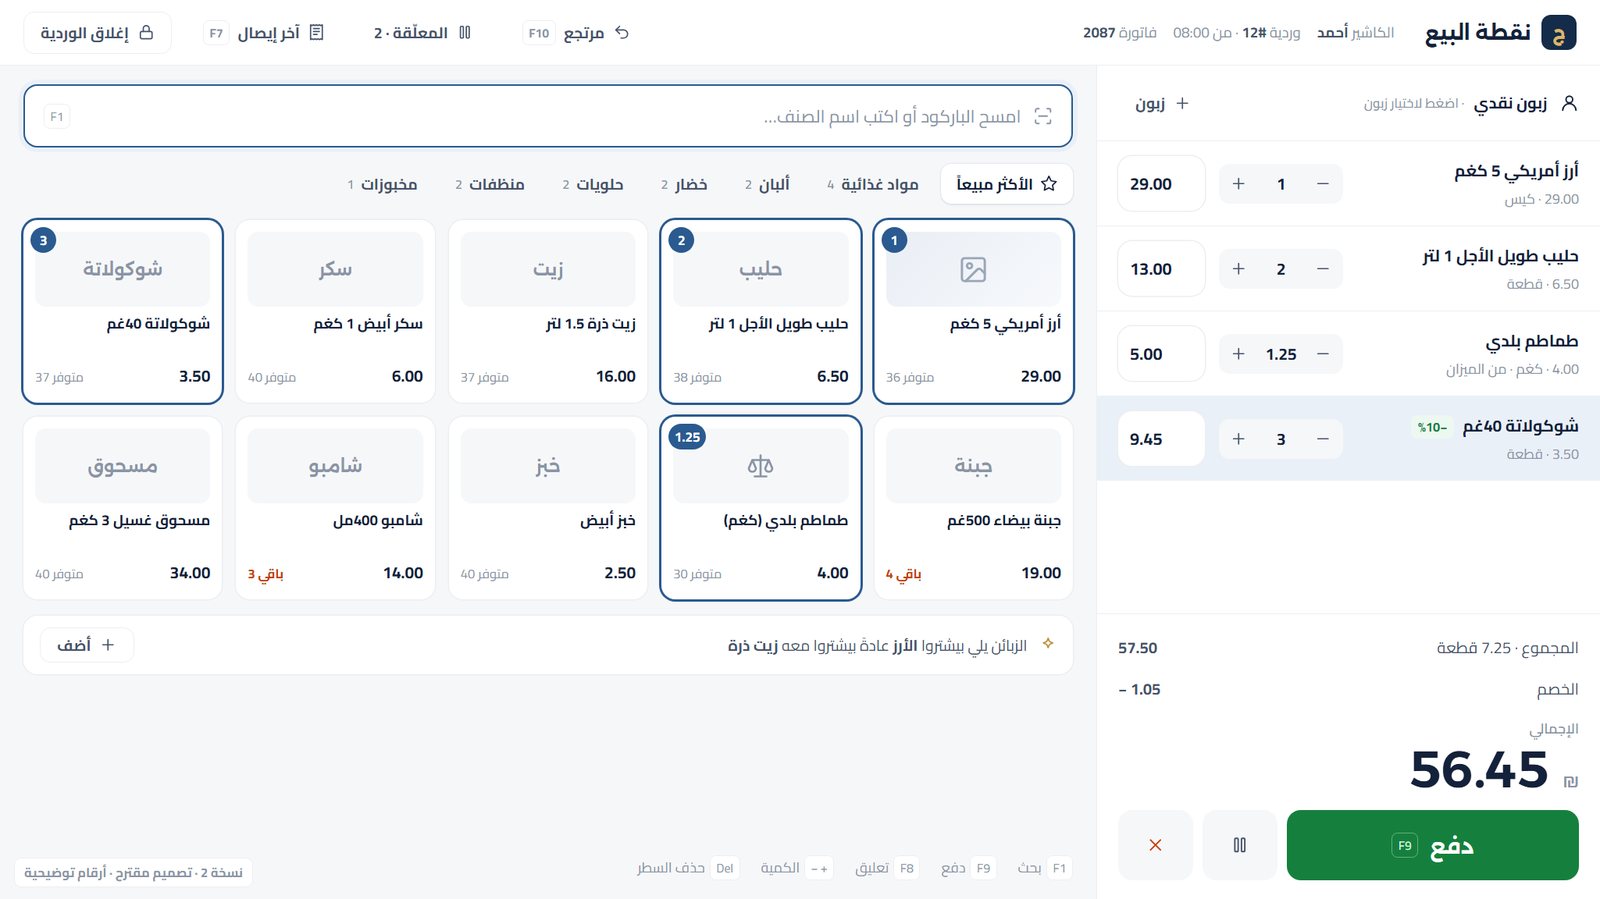 ج نقطة البيع
الكاشير أحمد وردية #12 · من 08:00 فاتورة 2087
مرتجع F10
المعلّقة · 2
آخر إيصال F7
إغلاق الوردية
زبون نقدي · اضغط لاختيار زبون
+ زبون
أرز أمريكي 5 كغم
29.00 · كيس
− 1 +
29.00
حليب طويل الأجل 1 لتر
6.50 · قطعة
− 2 +
13.00
طماطم بلدي
4.00 · كغم · من الميزان
− 1.25 +
5.00
شوكولاتة 40غم −10%
3.50 · قطعة
− 3 +
9.45
المجموع · 7.25 قطعة 57.50
الخصم − 1.05
الإجمالي
56.45 ₪
دفع F9
امسح الباركود أو اكتب اسم الصنف... F1
الأكثر مبيعاً
مواد غذائية 4
ألبان 2
خضار 2
حلويات 2
منظفات 2
مخبوزات 1
1
أرز أمريكي 5 كغم
29.00 متوفر 36
2
حليب
حليب طويل الأجل 1 لتر
6.50 متوفر 38
زيت
زيت ذرة 1.5 لتر
16.00 متوفر 37
سكر
سكر أبيض 1 كغم
6.00 متوفر 40
3
شوكولاتة
شوكولاتة 40غم
3.50 متوفر 37
جبنة
جبنة بيضاء 500غم
19.00 باقي 4
1.25
طماطم بلدي (كغم)
4.00 متوفر 30
خبز
خبز أبيض
2.50 متوفر 40
شامبو
شامبو 400مل
14.00 باقي 3
مسحوق
مسحوق غسيل 3 كغم
34.00 متوفر 40
الزبائن يلي بيشتروا الأرز عادةً بيشتروا معه زيت ذرة
+ أضف
F1 بحث F9 دفع F8 تعليق + − الكمية Del حذف السطر
نسخة 2 · تصميم مقترح · أرقام توضيحية